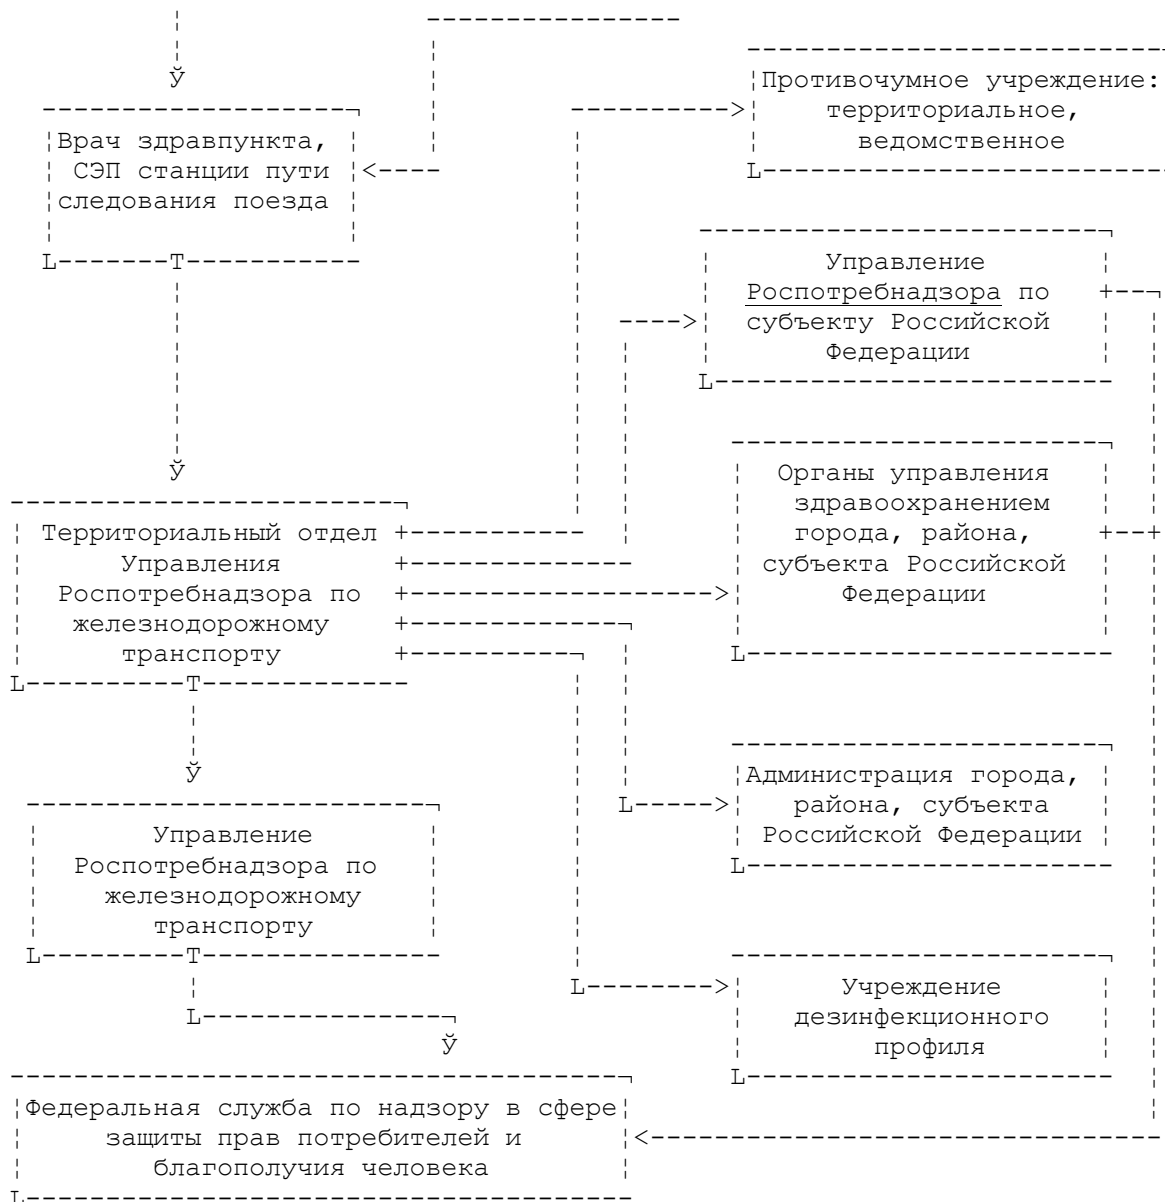 Противочумное учреждение:
территориальное,
ведомственное
Врач здравпункта,
СЭП станции пути
следования поезда
Управление
Роспотребнадзора по
субъекту Российской
Федерации
Органы управления
здравоохранением
города, района,
субъекта Российской
Федерации
Территориальный отдел
Управления
Роспотребнадзора по
железнодорожному
транспорту
Администрация города,
района, субъекта
Российской Федерации
Управление
Роспотребнадзора по
железнодорожному
транспорту
Учреждение
дезинфекционного
профиля
Федеральная служба по надзору в сфере
защиты прав потребителей и
благополучия человека